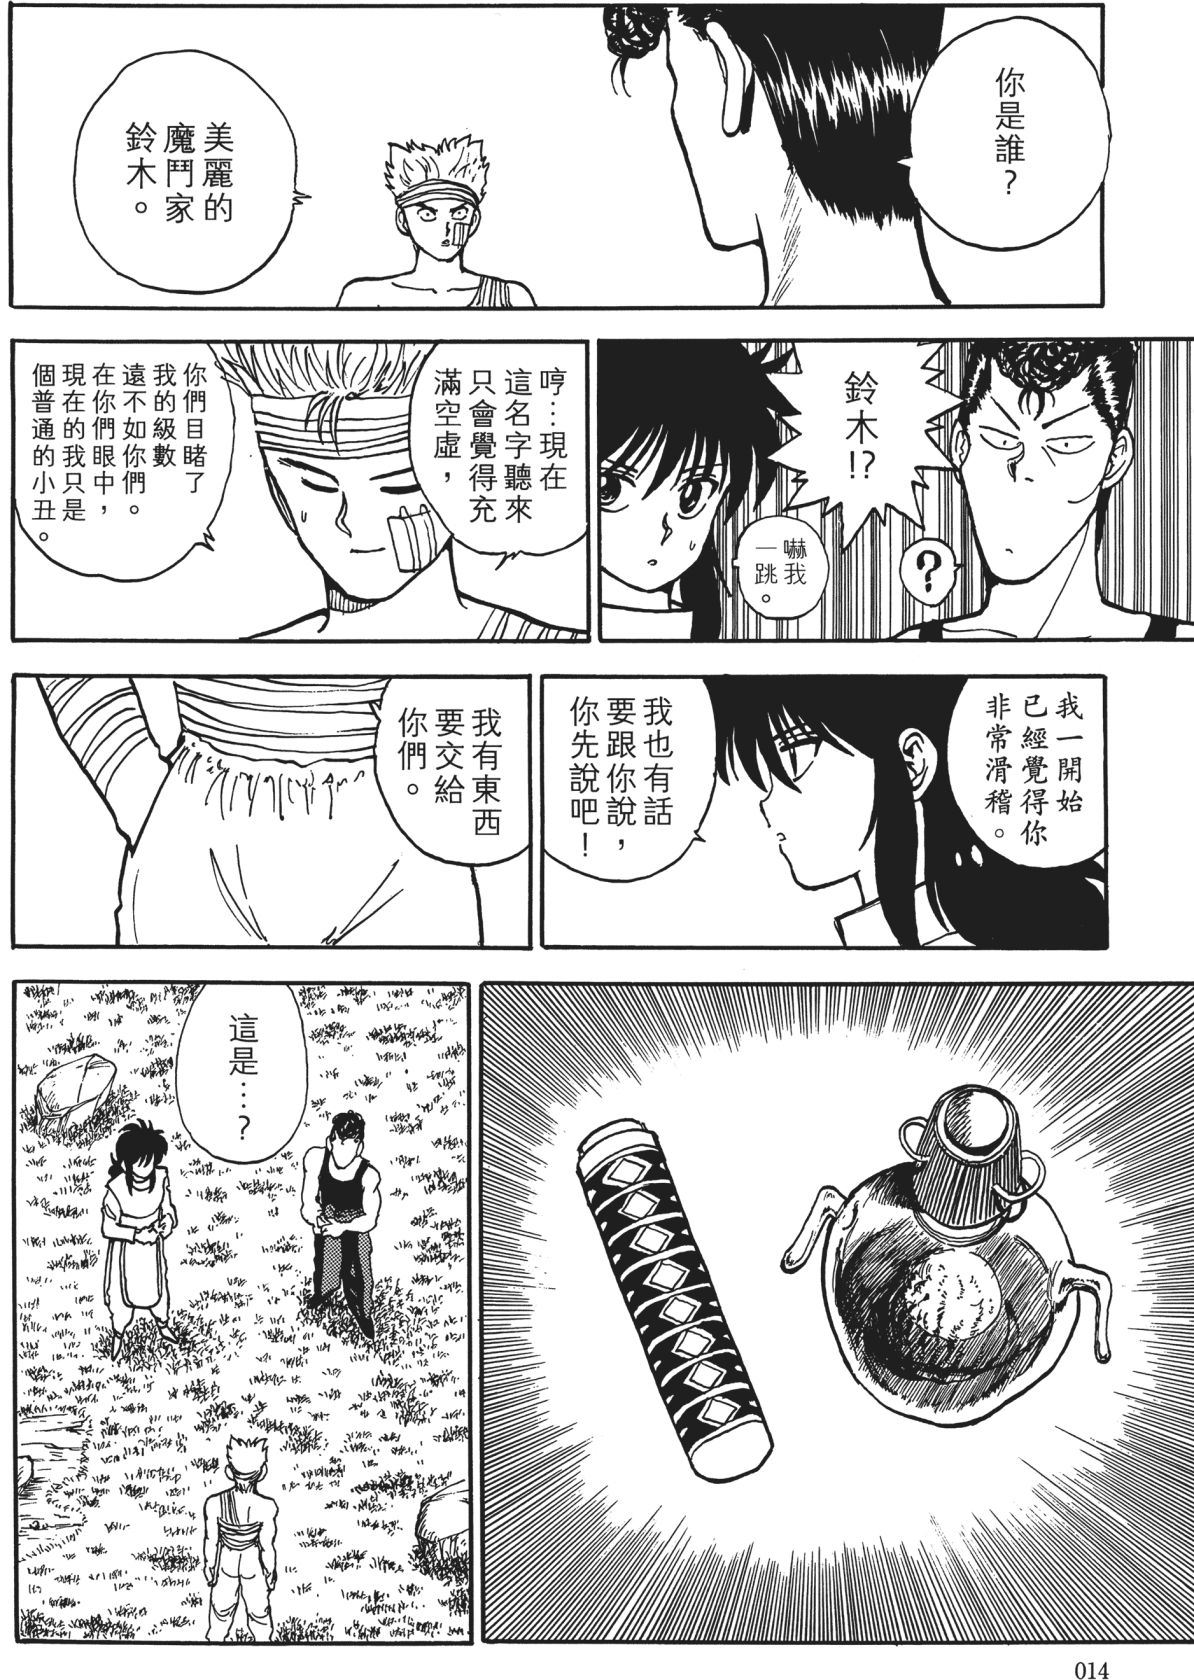 你是誰？
美麗的
魔鬥家
鈴木。
鈴木!?
?
嚇我
一跳。
哼…現在
這名字聽來
只會覺得充
滿空虛，
你們目睹了
我的級數
遠不如你們。
在你們眼中，
現在的我只是
個普通的小丑。
我一開始
已經覺得你
非常滑稽。
我也有話
要跟你說，
你先說吧！
我有東西
要交給
你們。
這是…？
014